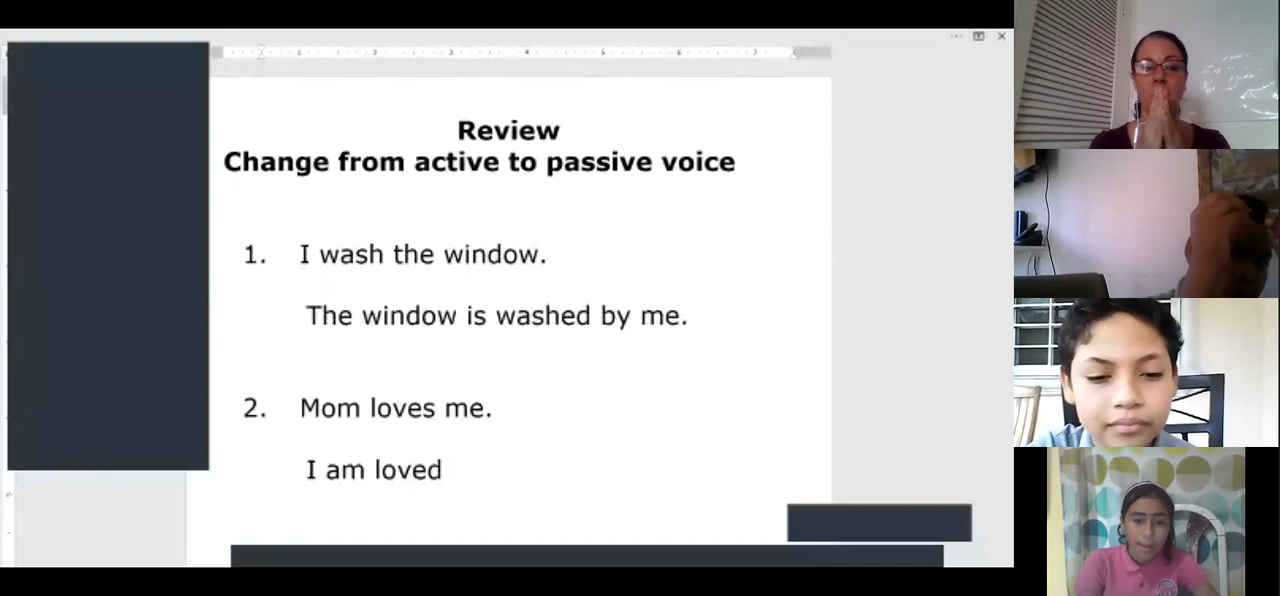 Review
Change from active to passive voice
1. I wash the window.
The window is washed by me.
2. Mom loves me.
I am loved